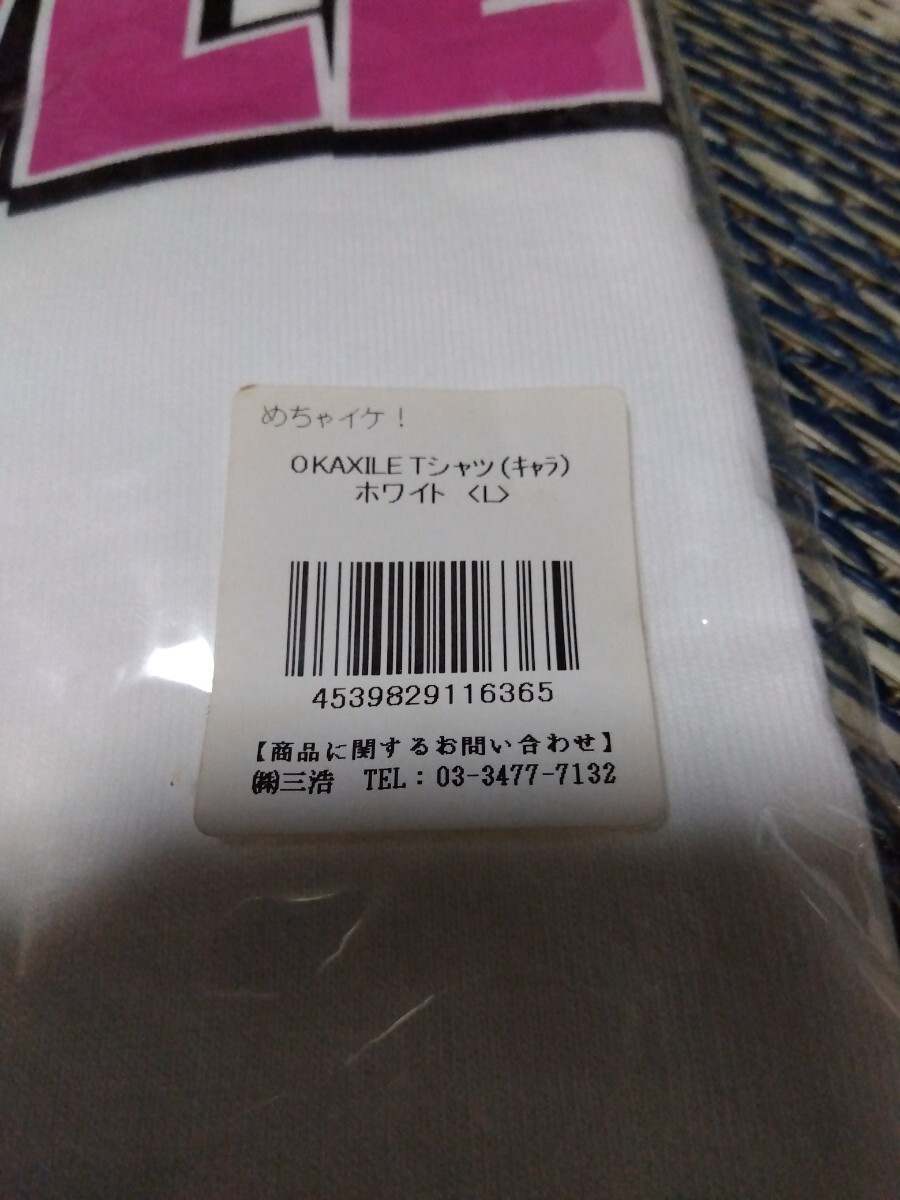 LE
めちゃイケ！
OKAXILE Tシャツ(ｷｬﾗ)
ホワイト <L>
4539829116365
【商品に関するお問い合わせ】
㈱三浩 TEL：03-3477-7132